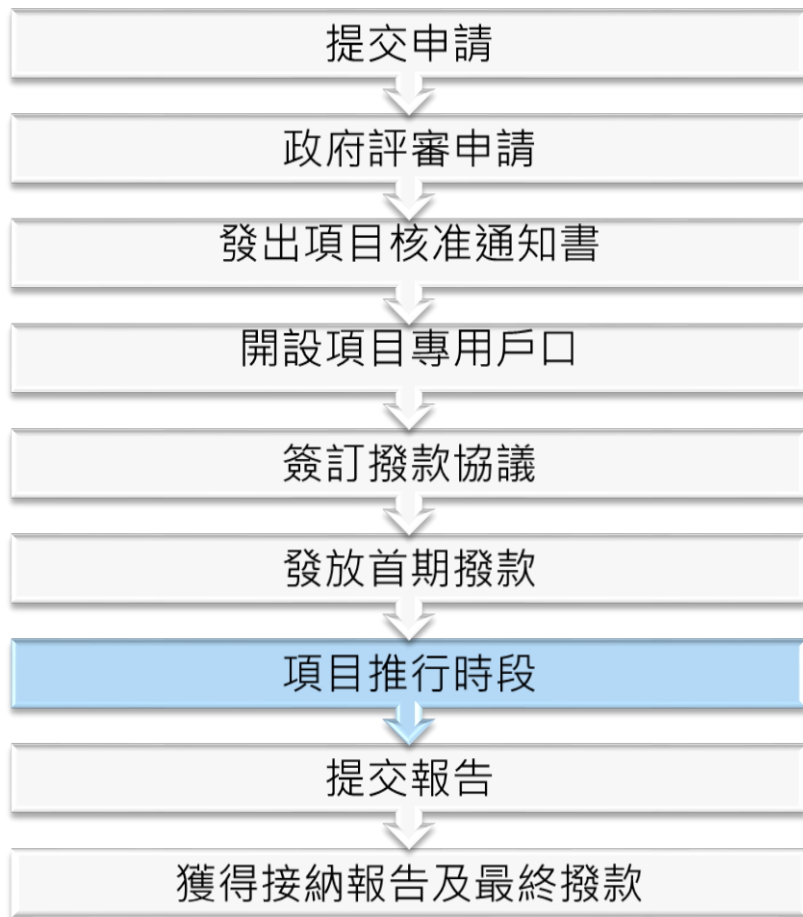 提交申請
政府評審申請
發出項目核准通知書
開設項目專用戶口
簽訂撥款協議
發放首期撥款
項目推行時段
提交報告
獲得接納報告及最終撥款